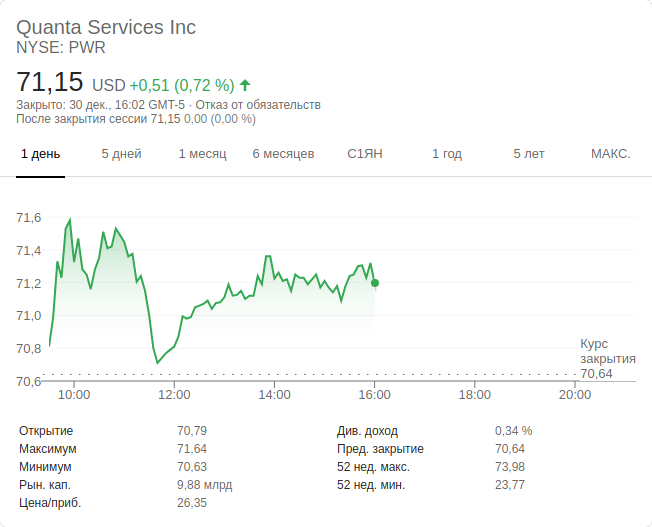 Quanta Services Inc
NYSE: PWR
71,15 USD +0,51 (0,72 %)
Закрыто: 30 дек., 16:02 GMT-5 · Отказ от обязательств
После закрытия сессии 71,15 0,00 (0,00 %)
1 день 5 дней 1 месяц 6 месяцев С1ЯН 1 год 5 лет МАКС.
71,6
71,4
71,2
71,0
70,8
70,6
Курс
закрытия
70,64
10:00 12:00 14:00 16:00 18:00 20:00
Открытие 70,79 Див. доход 0,34 %
Максимум 71,64 Пред. закрытие 70,64
Минимум 70,63 52 нед. макс. 73,98
Рын. кап. 9,88 млрд 52 нед. мин. 23,77
Цена/приб. 26,35